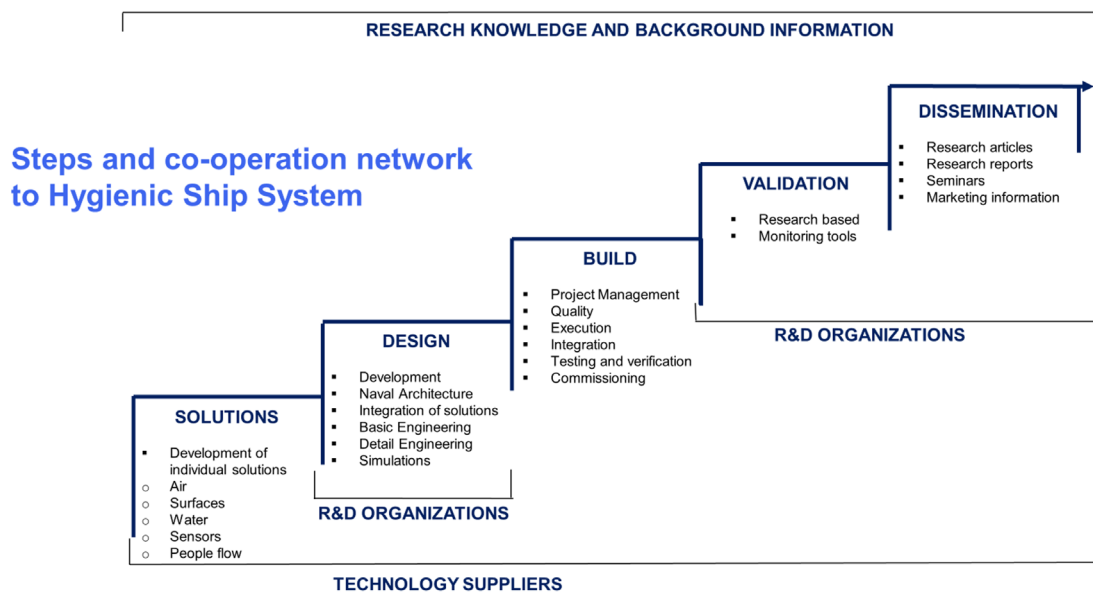 RESEARCH KNOWLEDGE AND BACKGROUND INFORMATION
Steps and co-operation network
to Hygienic Ship System
SOLUTIONS
▪ Development of
individual solutions
o Air
o Surfaces
o Water
o Sensors
o People flow
DESIGN
▪ Development
▪ Naval Architecture
▪ Integration of solutions
▪ Basic Engineering
▪ Detail Engineering
▪ Simulations
R&D ORGANIZATIONS
BUILD
▪ Project Management
▪ Quality
▪ Execution
▪ Integration
▪ Testing and verification
▪ Commissioning
VALIDATION
▪ Research based
▪ Monitoring tools
DISSEMINATION
▪ Research articles
▪ Research reports
▪ Seminars
▪ Marketing information
R&D ORGANIZATIONS
TECHNOLOGY SUPPLIERS